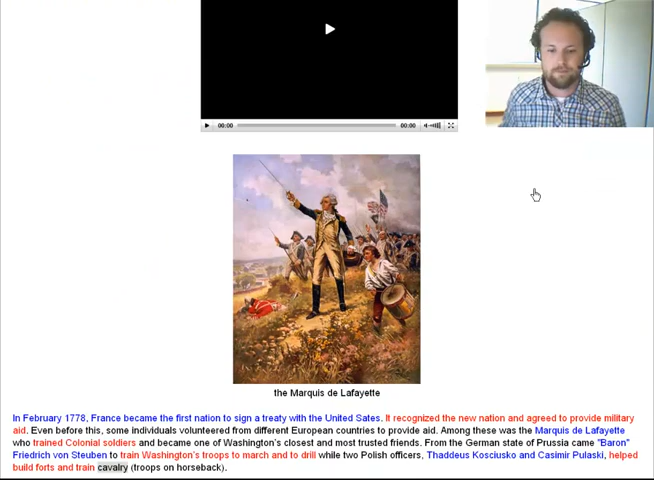 00:00 00:00
the Marquis de Lafayette
In February 1778, France became the first nation to sign a treaty with the United States. It recognized the new nation and agreed to provide military
aid. Even before this, some individuals volunteered from different European countries to provide aid. Among these was the Marquis de Lafayette
who trained Colonial soldiers and became one of Washington's closest and most trusted friends. From the German state of Prussia came "Baron"
Friedrich von Steuben to train Washington's troops to march and to drill while two Polish officers, Thaddeus Kosciusko and Casimir Pulaski, helped
build forts and train cavalry (troops on horseback).